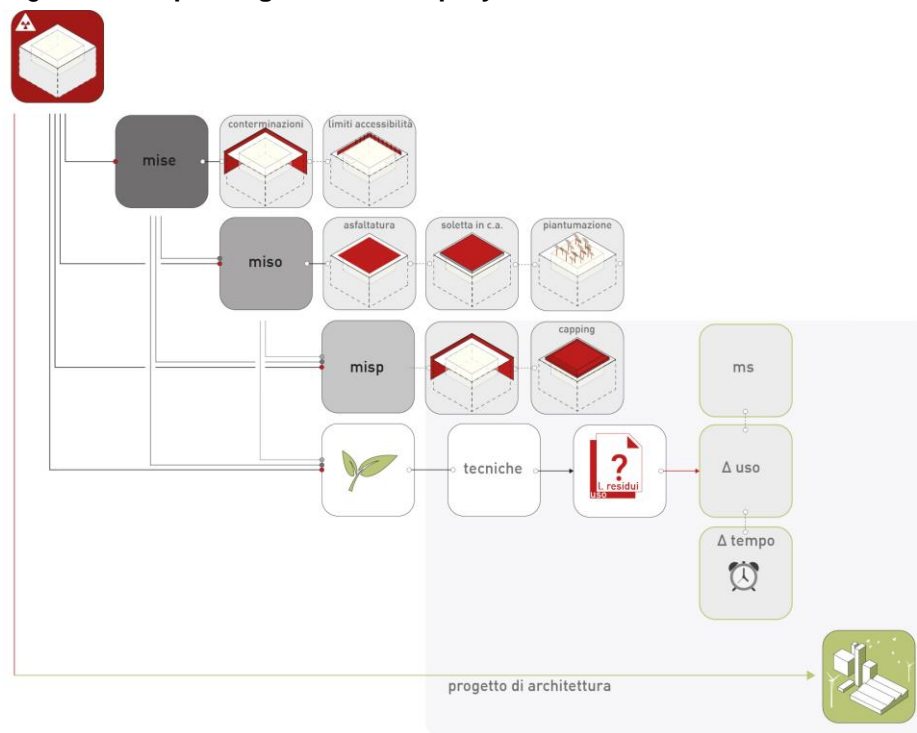 mise
conterminazioni
limiti accessibilità
miso
asfaltatura
soletta in c.a.
piantumazione
misp
capping
ms
tecniche
?
l. residui
uso
Δ uso
Δ tempo
progetto di architettura